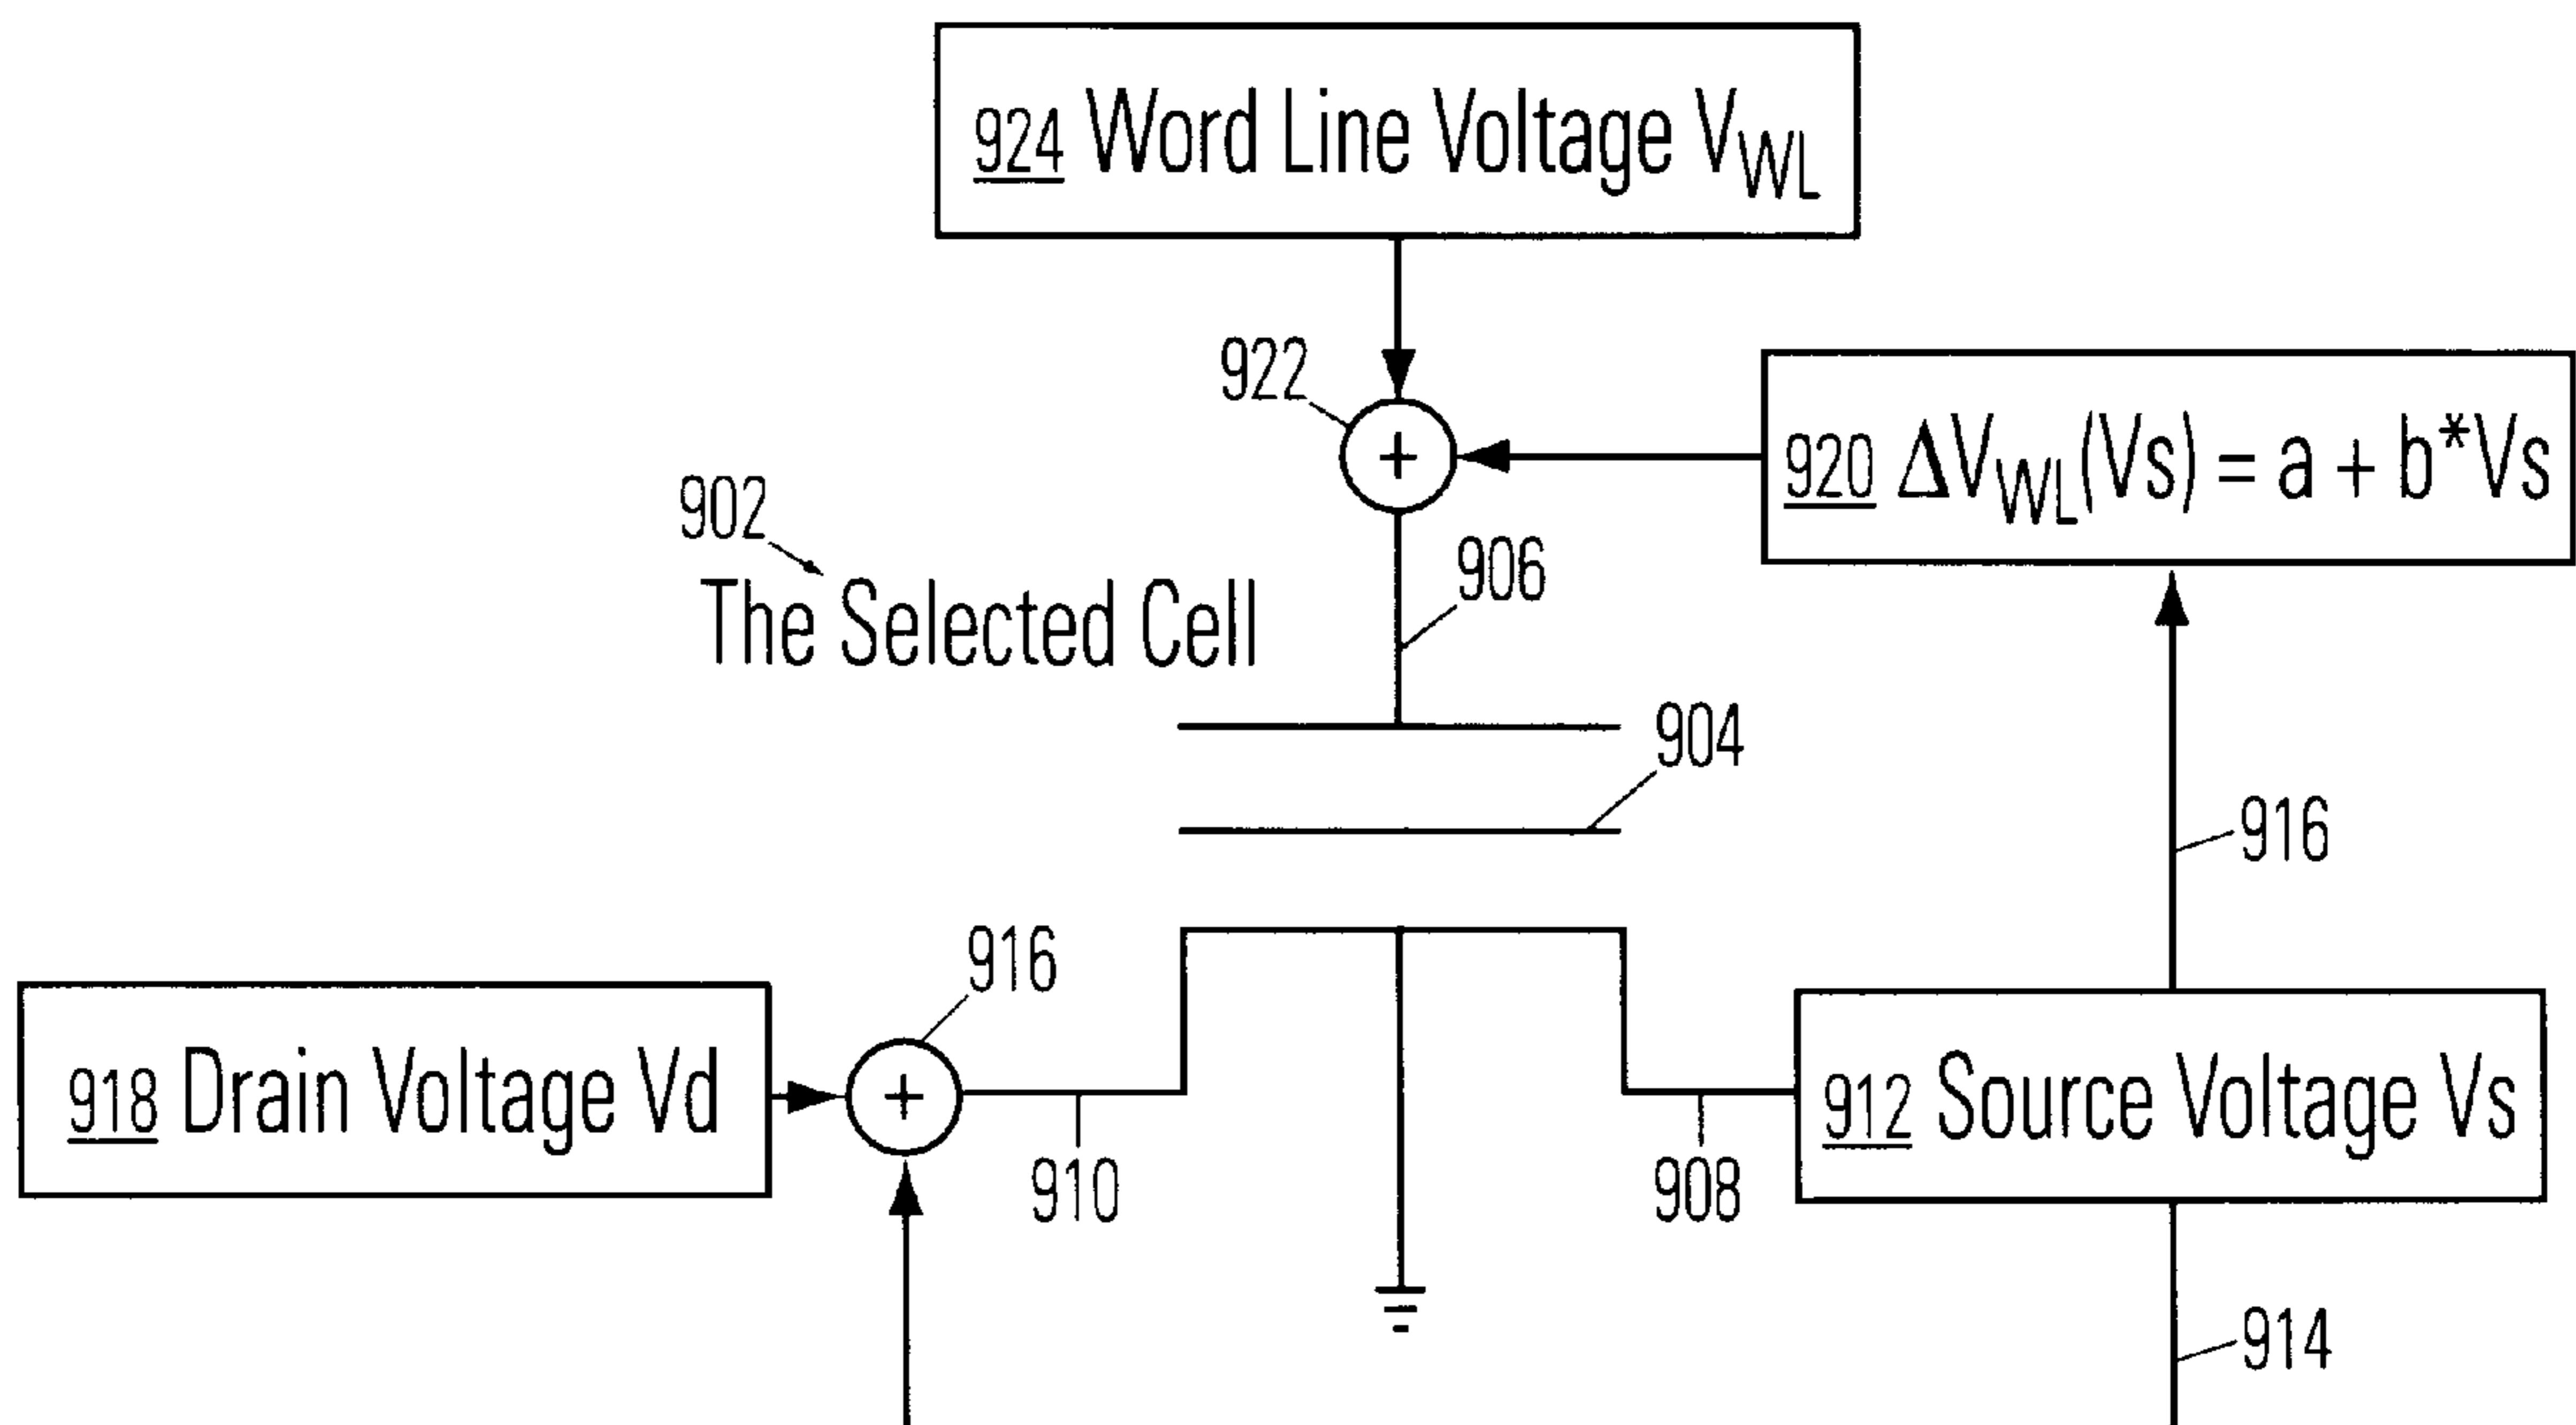 924 Word Line Voltage VWL
922
920 ΔVWL(Vs) = a + b*Vs
+
902
906
The Selected Cell
904
916
916
918 Drain Voltage Vd
+
912 Source Voltage Vs
910
908
914